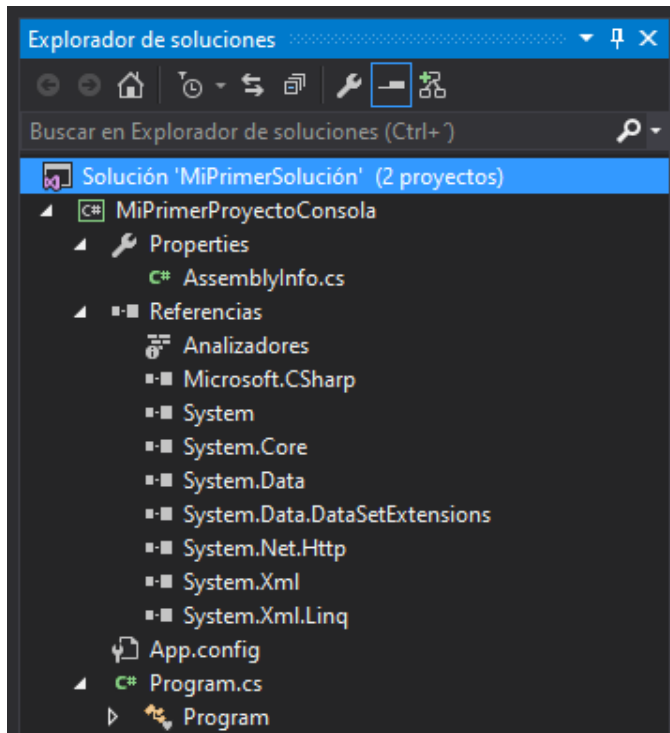 Explorador de soluciones
Buscar en Explorador de soluciones (Ctrl+´)
Solución 'MiPrimerSolución' (2 proyectos)
C# MiPrimerProyectoConsola
Properties
C# AssemblyInfo.cs
Referencias
Analizadores
Microsoft.CSharp
System
System.Core
System.Data
System.Data.DataSetExtensions
System.Net.Http
System.Xml
System.Xml.Linq
App.config
C# Program.cs
Program